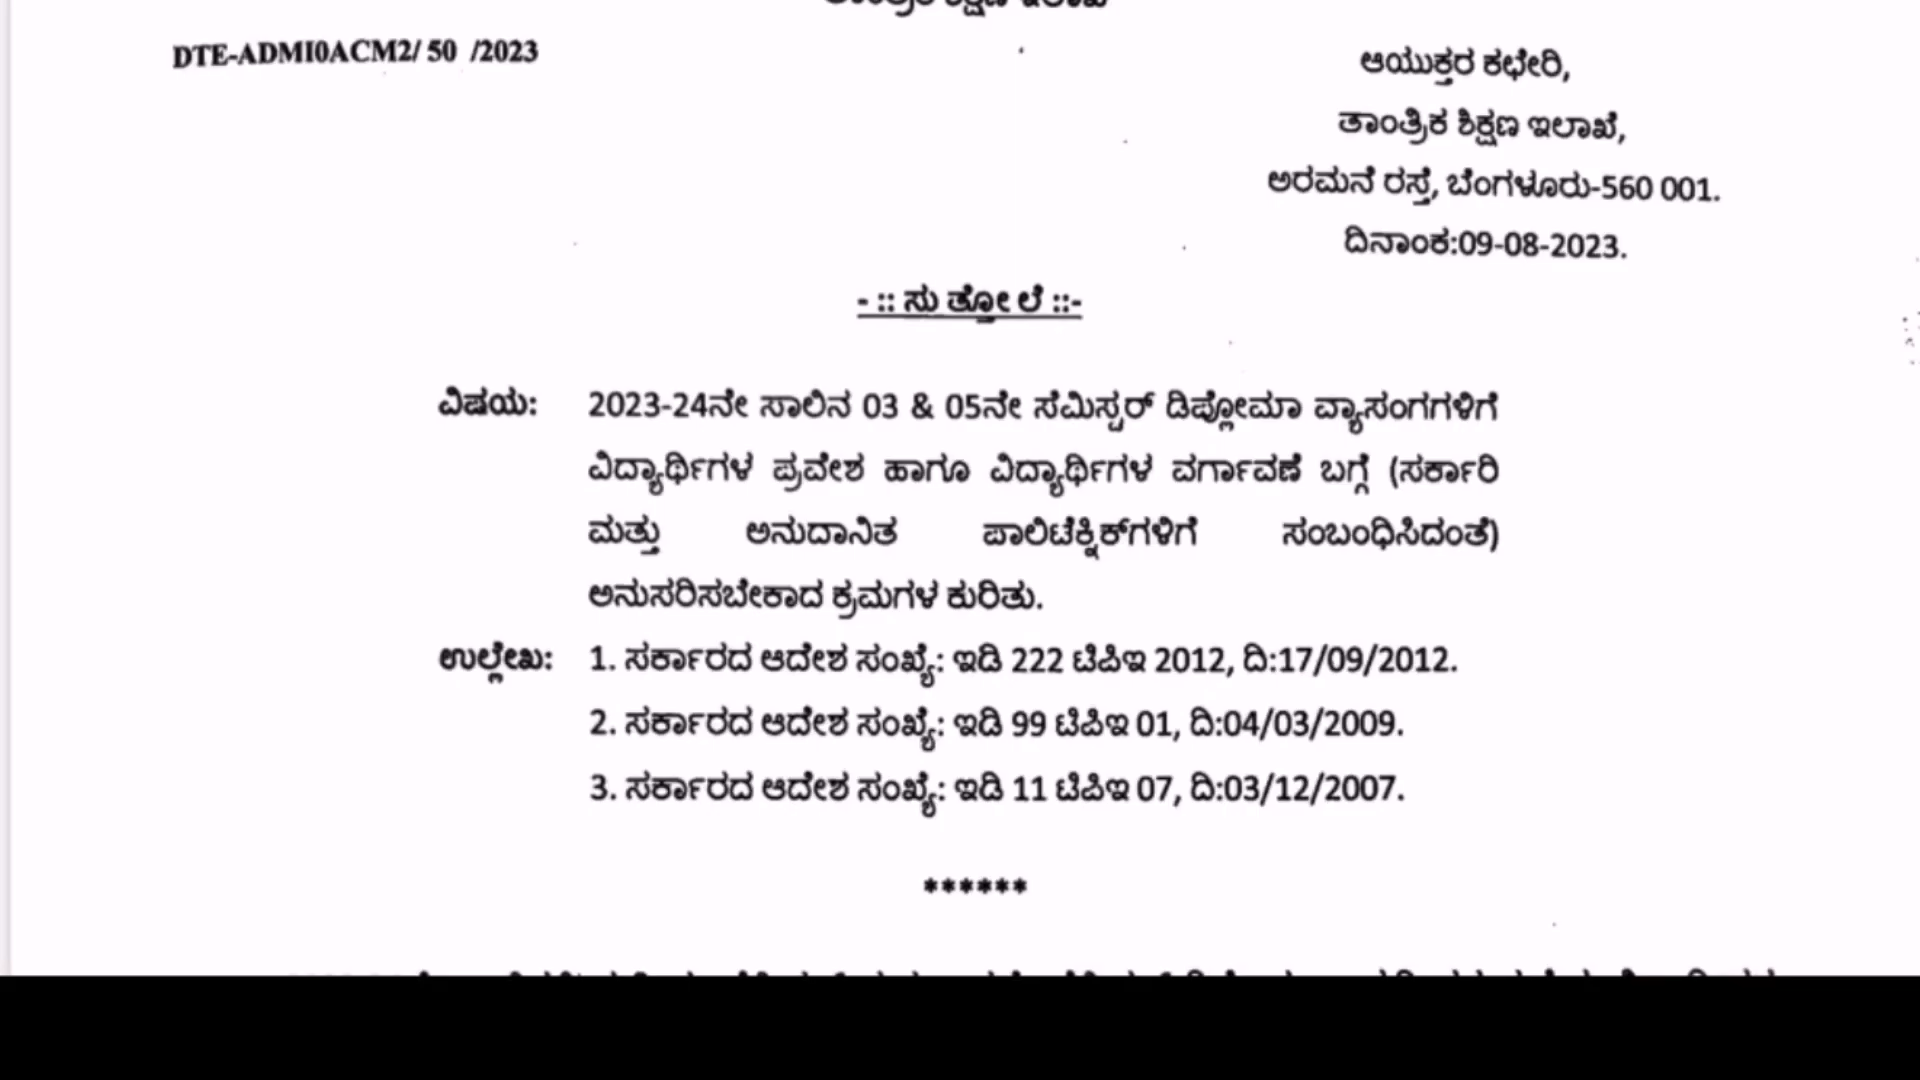 ತಾಂತ್ರಿಕ ಶಿಕ್ಷಣ ಇಲಾಖೆ
DTE-ADMI0ACM2/ 50 /2023
ಆಯುಕ್ತರ ಕಛೇರಿ,
ತಾಂತ್ರಿಕ ಶಿಕ್ಷಣ ಇಲಾಖೆ,
ಅರಮನೆ ರಸ್ತೆ, ಬೆಂಗಳೂರು-560 001.
ದಿನಾಂಕ:09-08-2023.
- :: ಸು ತ್ತೋ ಲೆ ::-
ವಿಷಯ: 2023-24ನೇ ಸಾಲಿನ 03 & 05ನೇ ಸೆಮಿಸ್ಟರ್ ಡಿಪ್ಲೋಮಾ ವ್ಯಾಸಂಗಗಳಿಗೆ
ವಿದ್ಯಾರ್ಥಿಗಳ ಪ್ರವೇಶ ಹಾಗೂ ವಿದ್ಯಾರ್ಥಿಗಳ ವರ್ಗಾವಣೆ ಬಗ್ಗೆ (ಸರ್ಕಾರಿ
ಮತ್ತು ಅನುದಾನಿತ ಪಾಲಿಟೆಕ್ನಿಕ್‌ಗಳಿಗೆ ಸಂಬಂಧಿಸಿದಂತೆ)
ಅನುಸರಿಸಬೇಕಾದ ಕ್ರಮಗಳ ಕುರಿತು.
ಉಲ್ಲೇಖ: 1. ಸರ್ಕಾರದ ಆದೇಶ ಸಂಖ್ಯೆ: ಇಡಿ 222 ಟಿಪಿಇ 2012, ದಿ:17/09/2012.
2. ಸರ್ಕಾರದ ಆದೇಶ ಸಂಖ್ಯೆ: ಇಡಿ 99 ಟಿಪಿಇ 01, ದಿ:04/03/2009.
3. ಸರ್ಕಾರದ ಆದೇಶ ಸಂಖ್ಯೆ: ಇಡಿ 11 ಟಿಪಿಇ 07, ದಿ:03/12/2007.
******